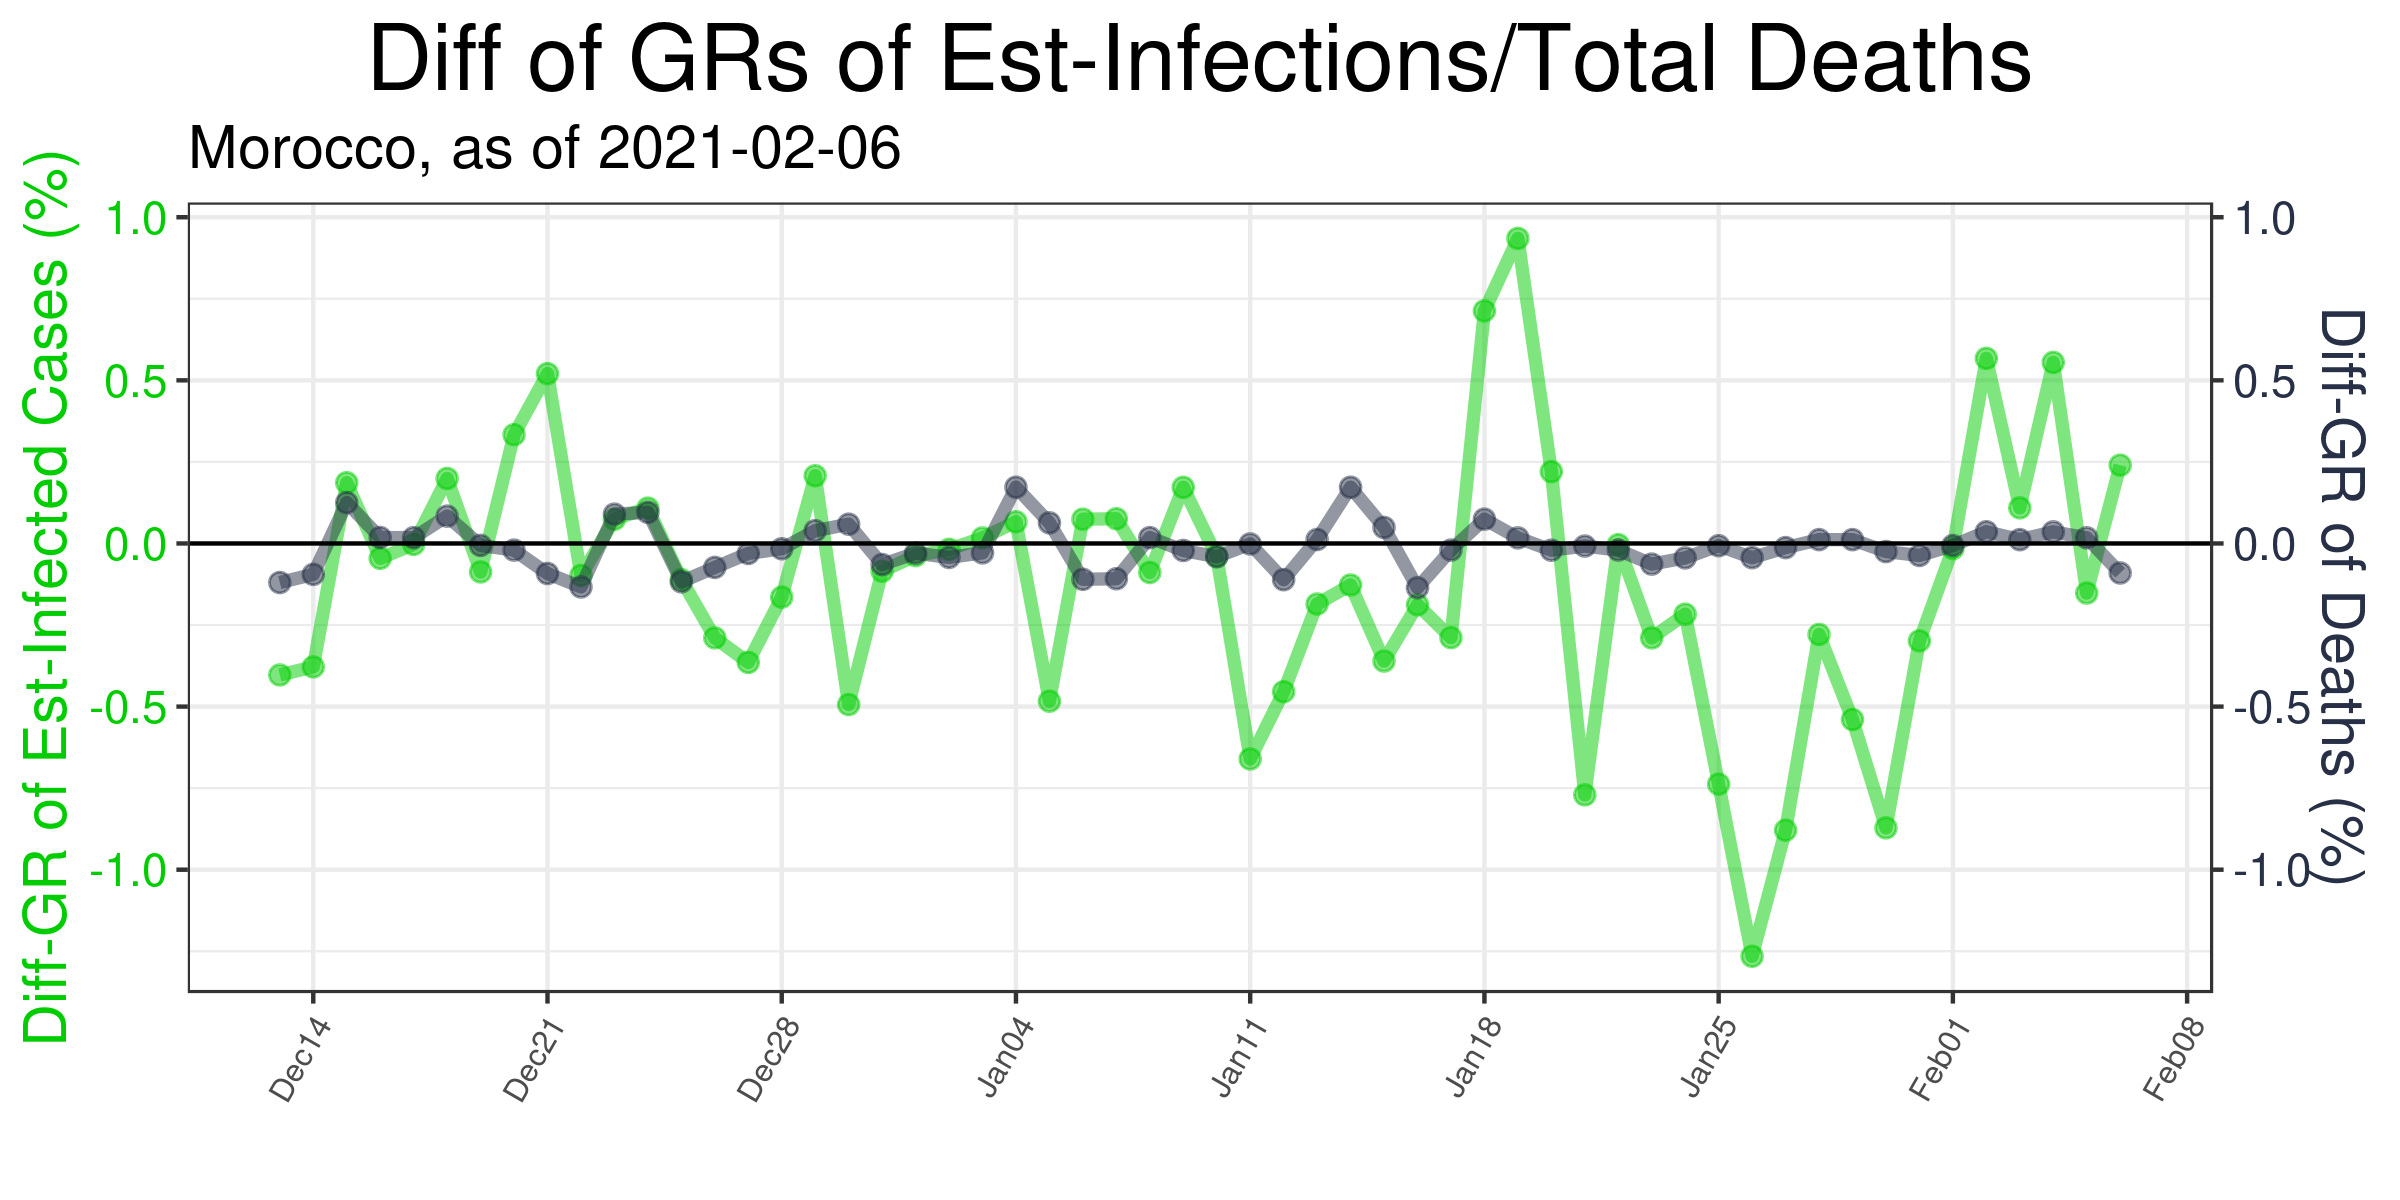 Diff of GRs of Est-Infections/Total Deaths
Morocco, as of 2021-02-06
Diff-GR of Est-Infected Cases (%)
1.0
0.5
0.0
-0.5
-1.0
1.0
0.5
0.0
-0.5
-1.0
Diff-GR of Deaths (%)
Dec14
Dec21
Dec28
Jan04
Jan11
Jan18
Jan25
Feb01
Feb08